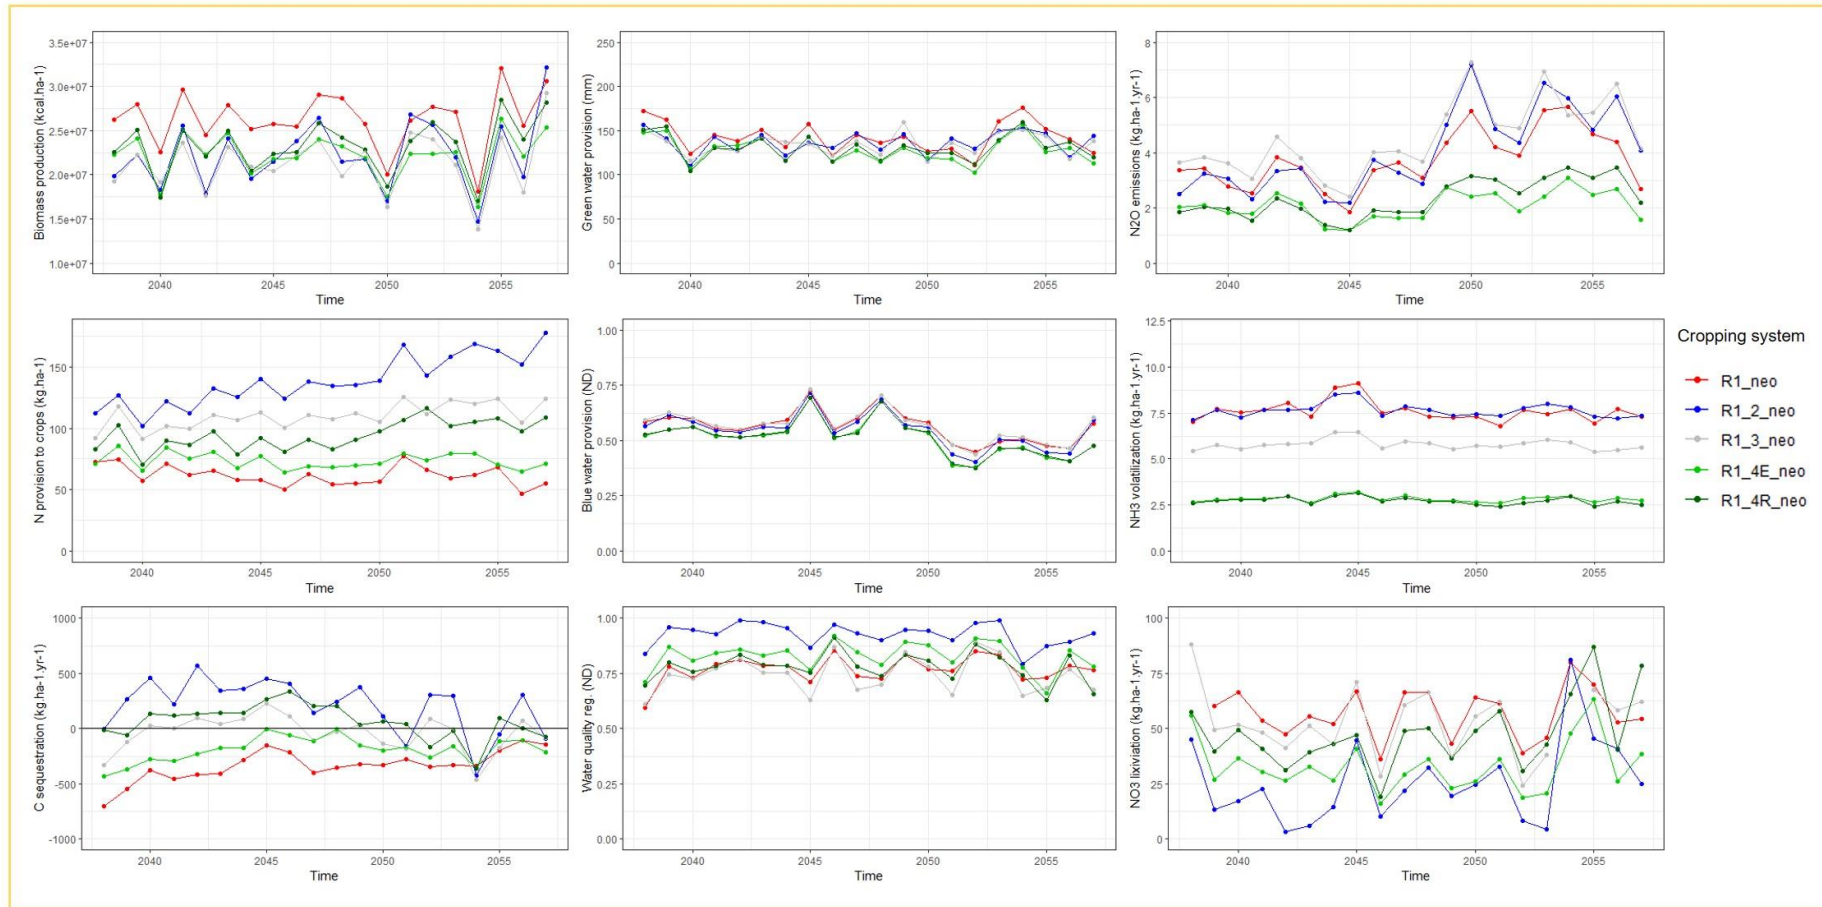 Biomass production (kcal.ha-1)
3.5e+07
3.0e+07
2.5e+07
2.0e+07
1.5e+07
1.0e+07
2040 2045 2050 2055
Time
Green water provision (mm)
250
200
150
100
50
0
2040 2045 2050 2055
Time
N2O emissions (kg.ha-1.yr-1)
8
6
4
2
0
2040 2045 2050 2055
Time
N provision to crops (kg.ha-1)
150
100
50
0
2040 2045 2050 2055
Time
Blue water provision (ND)
1.00
0.75
0.50
0.25
0.00
2040 2045 2050 2055
Time
NH3 volatilization (kg.ha-1.yr-1)
12.5
10.0
7.5
5.0
2.5
0.0
2040 2045 2050 2055
Time
C sequestration (kg.ha-1.yr-1)
1000
500
0
-500
-1000
2040 2045 2050 2055
Time
Water quality reg. (ND)
1.00
0.75
0.50
0.25
0.00
2040 2045 2050 2055
Time
NO3 lixiviation (kg.ha-1.yr-1)
100
75
50
25
0
2040 2045 2050 2055
Time
Cropping system
R1_neo
R1_2_neo
R1_3_neo
R1_4E_neo
R1_4R_neo